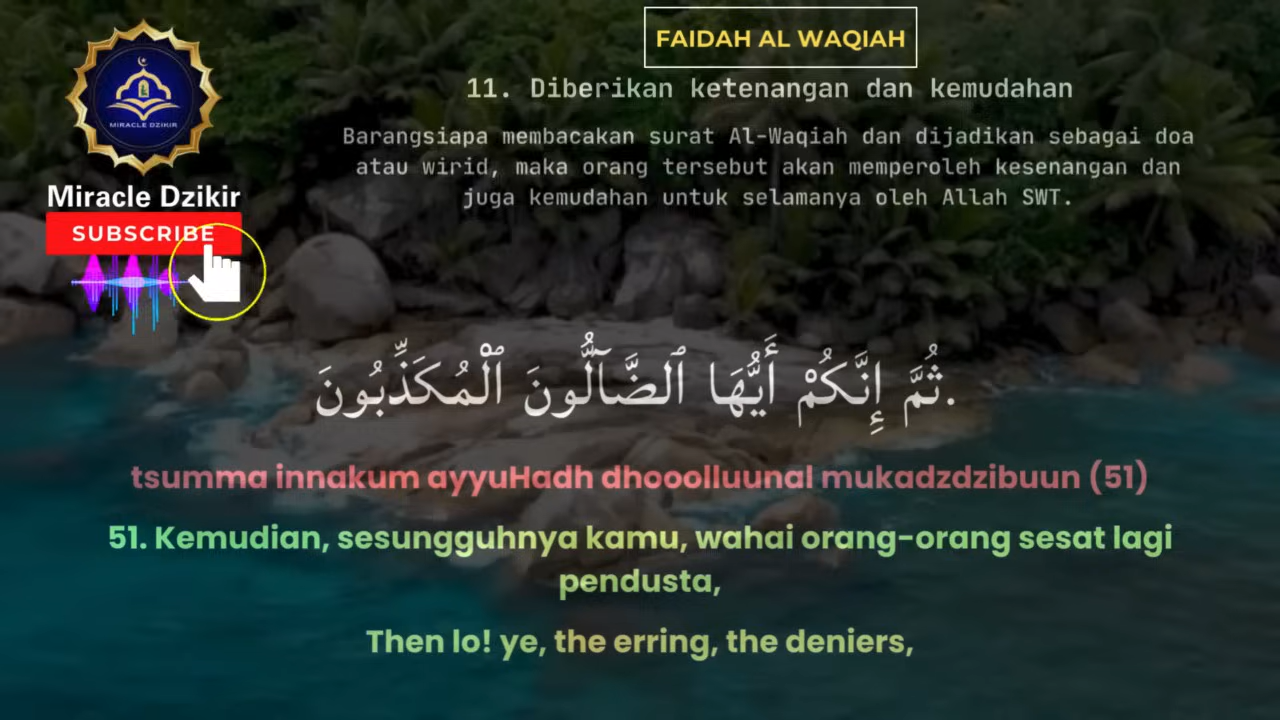 FAIDAH AL WAQIAH
11. Diberikan ketenangan dan kemudahan
Barangsiapa membacakan surat Al-Waqiah dan dijadikan sebagai doa
atau wirid, maka orang tersebut akan memperoleh kesenangan dan
juga kemudahan untuk selamanya oleh Allah SWT.
MIRACLE DZIKIR
Miracle Dzikir
SUBSCRIBE
ثُمَّ إِنَّكُمْ أَيُّهَا ٱلضَّآلُّونَ ٱلْمُكَذِّبُونَ.
tsumma innakum ayyuHadh dhooolluunal mukadzdzibuun (51)
51. Kemudian, sesungguhnya kamu, wahai orang-orang sesat lagi
pendusta,
Then lo! ye, the erring, the deniers,